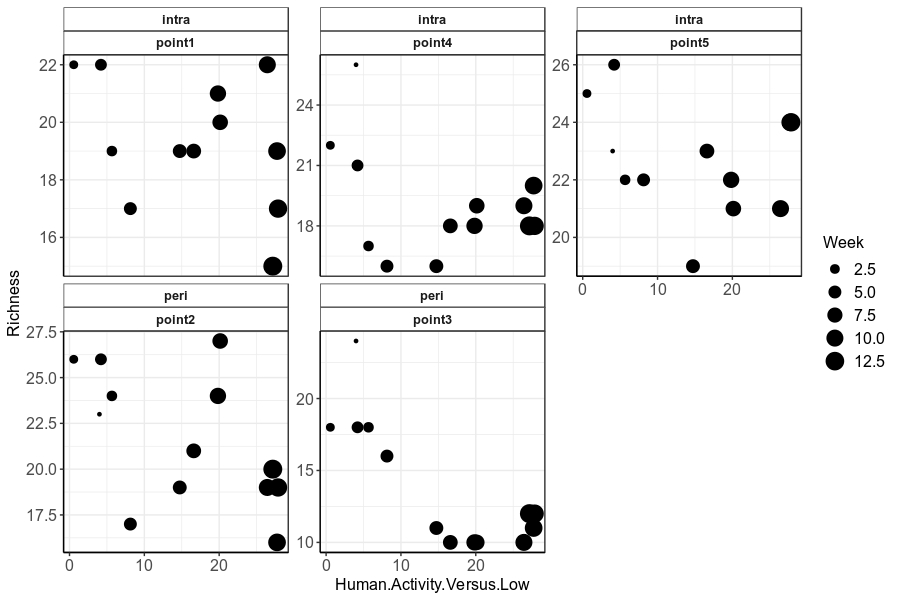 intra
point1
22
20
18
16
intra
point4
24
21
18
intra
point5
26
24
22
20
0 10 20
Richness
peri
point2
27.5
25.0
22.5
20.0
17.5
0 10 20
peri
point3
20
15
10
0 10 20
Human.Activity.Versus.Low
Week
2.5
5.0
7.5
10.0
12.5